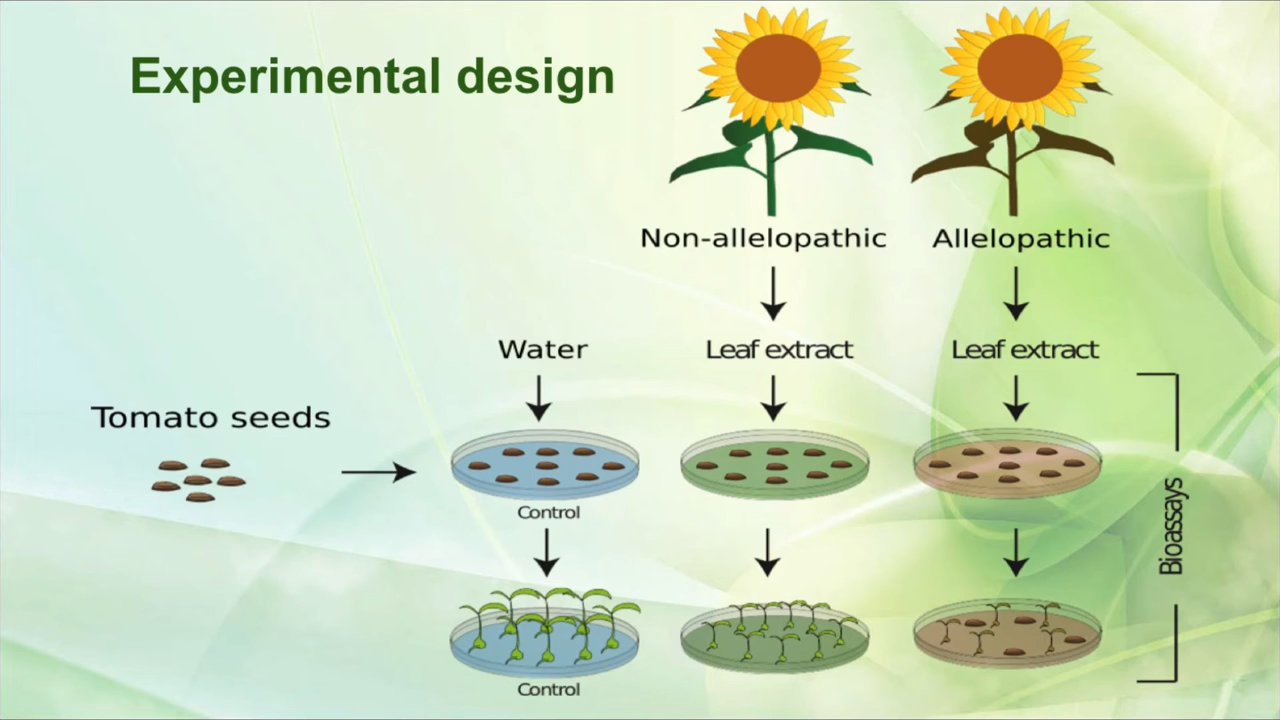 Experimental design
Non-allelopathic
Allelopathic
Water
Leaf extract
Leaf extract
Tomato seeds
Control
Bioassays
Control